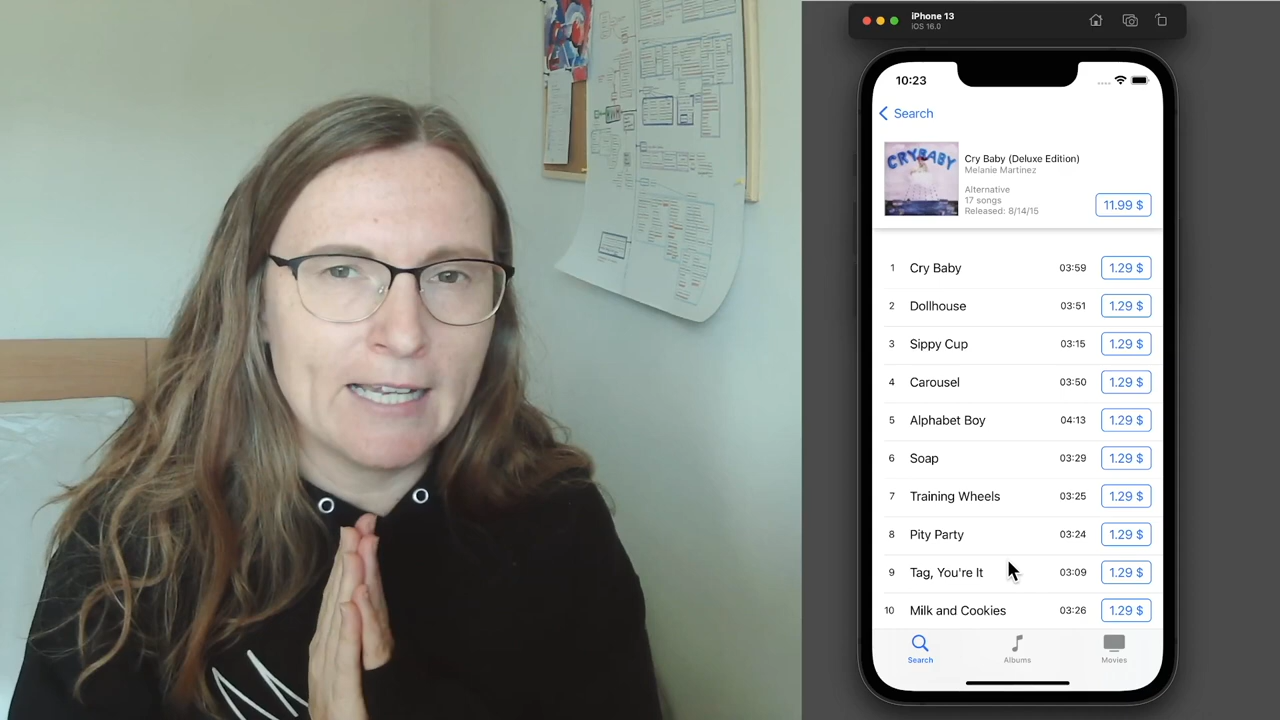 iPhone 13
iOS 16.0
10:23
Search
CRYBABY
Cry Baby (Deluxe Edition)
Melanie Martinez
Alternative
17 songs
Released: 8/14/15
11.99 $
1 Cry Baby 03:59 1.29 $
2 Dollhouse 03:51 1.29 $
3 Sippy Cup 03:15 1.29 $
4 Carousel 03:50 1.29 $
5 Alphabet Boy 04:13 1.29 $
6 Soap 03:29 1.29 $
7 Training Wheels 03:25 1.29 $
8 Pity Party 03:24 1.29 $
9 Tag, You're It 03:09 1.29 $
10 Milk and Cookies 03:26 1.29 $
Search Albums Movies